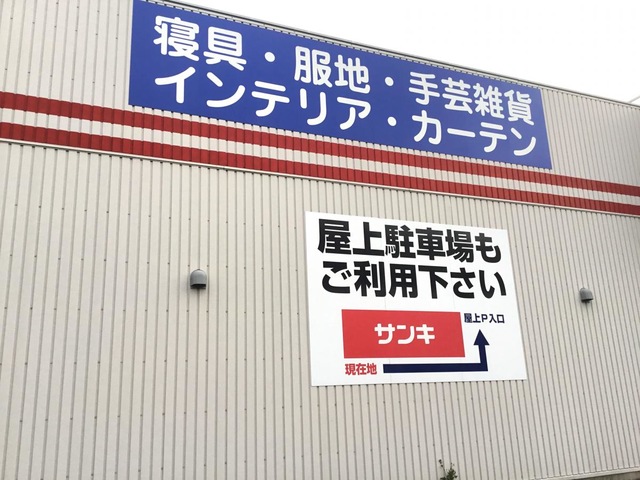 寝具・服地・手芸雑貨
インテリア・カーテン
屋上駐車場も
ご利用下さい
屋上P入口
サンキ
現在地